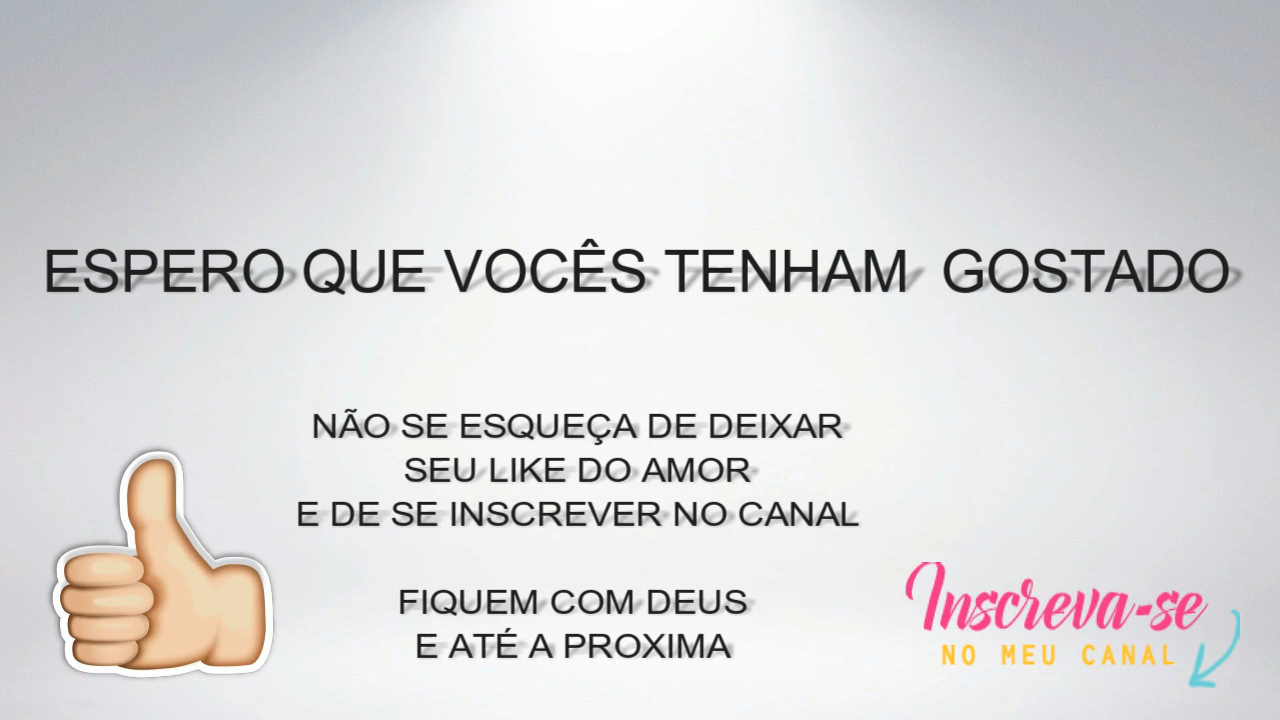 ESPERO QUE VOCÊS TENHAM GOSTADO
NÃO SE ESQUEÇA DE DEIXAR
SEU LIKE DO AMOR
E DE SE INSCREVER NO CANAL
FIQUEM COM DEUS
E ATÉ A PROXIMA
Inscreva-se
NO MEU CANAL